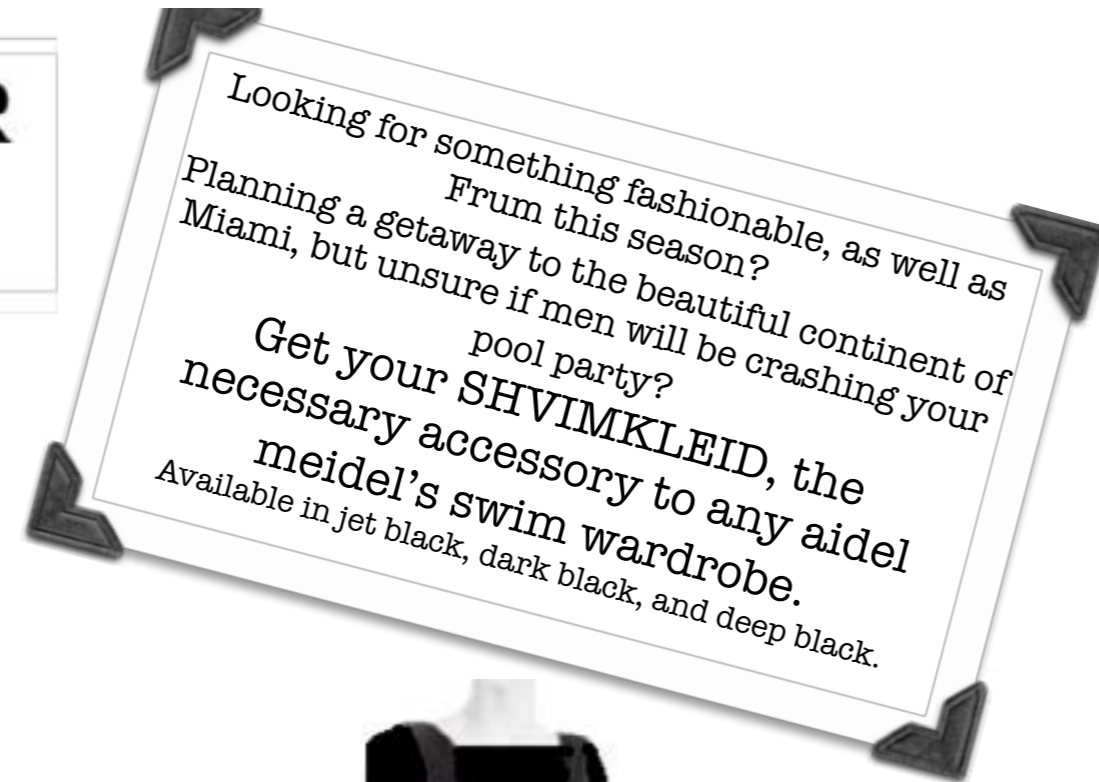 R
Looking for something fashionable, as well as
Frum this season?
Planning a getaway to the beautiful continent of
Miami, but unsure if men will be crashing your
pool party?
Get your SHVIMKLEID, the
necessary accessory to any aidel
meidel’s swim wardrobe.
Available in jet black, dark black, and deep black.